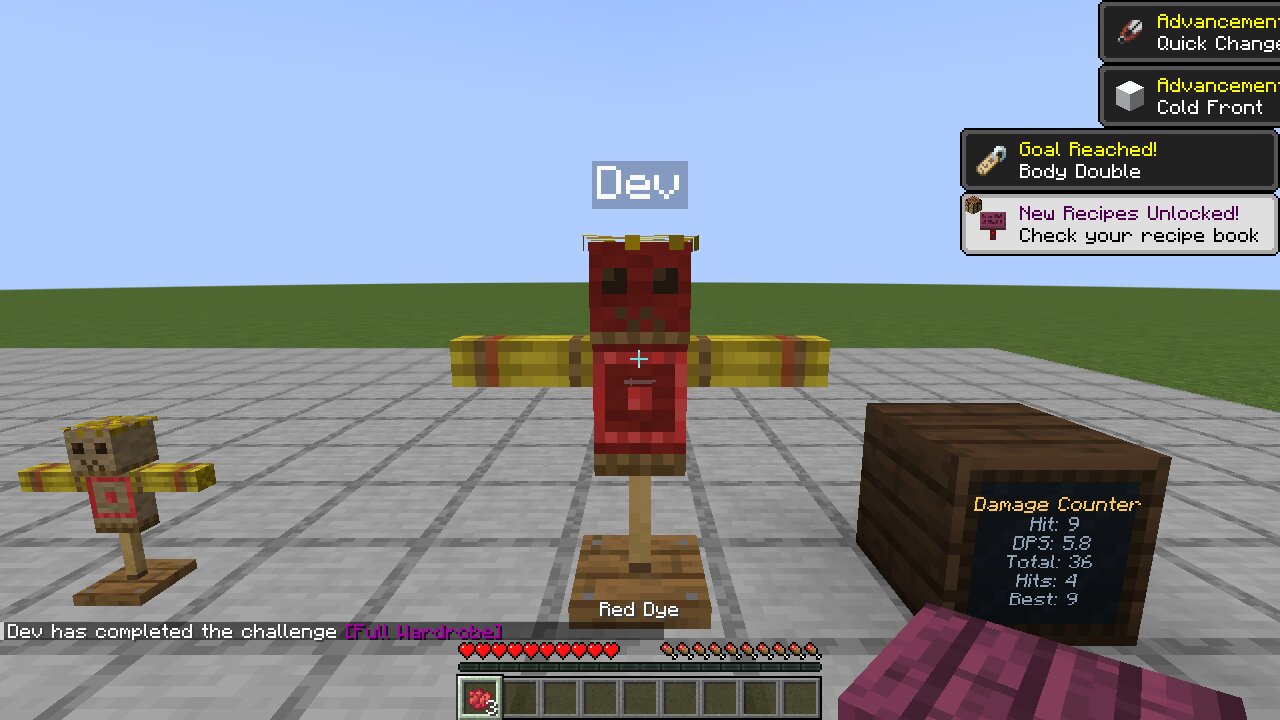 Advancement
Quick Change
Advancement
Cold Front
Goal Reached!
Body Double
New Recipes Unlocked!
Check your recipe book
Dev
Damage Counter
Hit: 9
DPS: 5.8
Total: 36
Hits: 4
Best: 9
Red Dye
Dev has completed the challenge [Full Wardrobe]
3